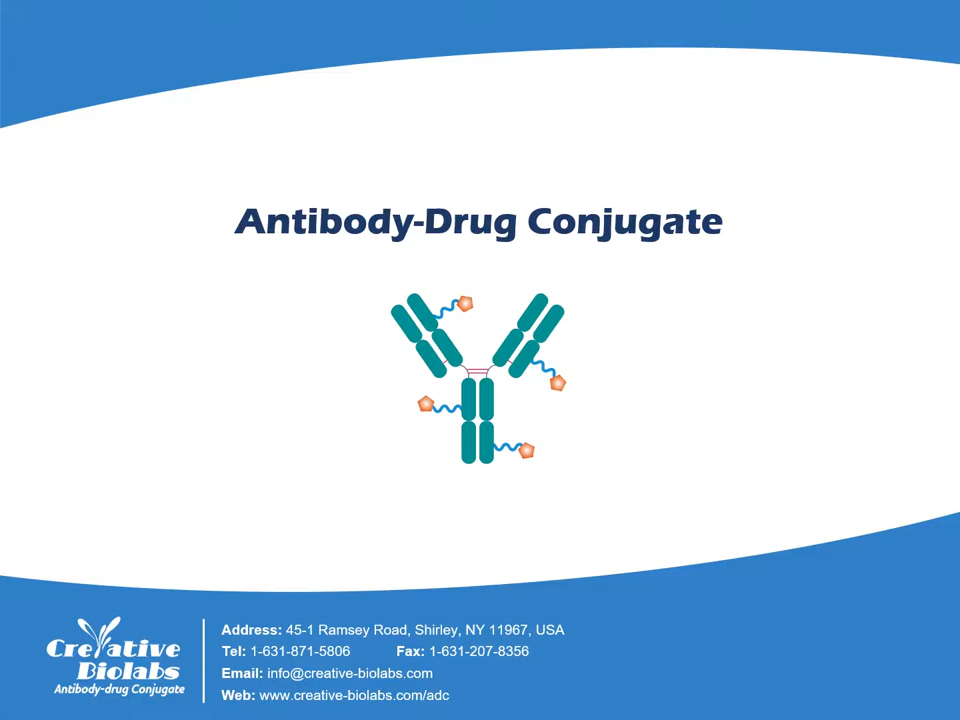 Antibody-Drug Conjugate
Creative
Biolabs
Antibody-drug Conjugate
Address: 45-1 Ramsey Road, Shirley, NY 11967, USA
Tel: 1-631-871-5806 Fax: 1-631-207-8356
Email: info@creative-biolabs.com
Web: www.creative-biolabs.com/adc